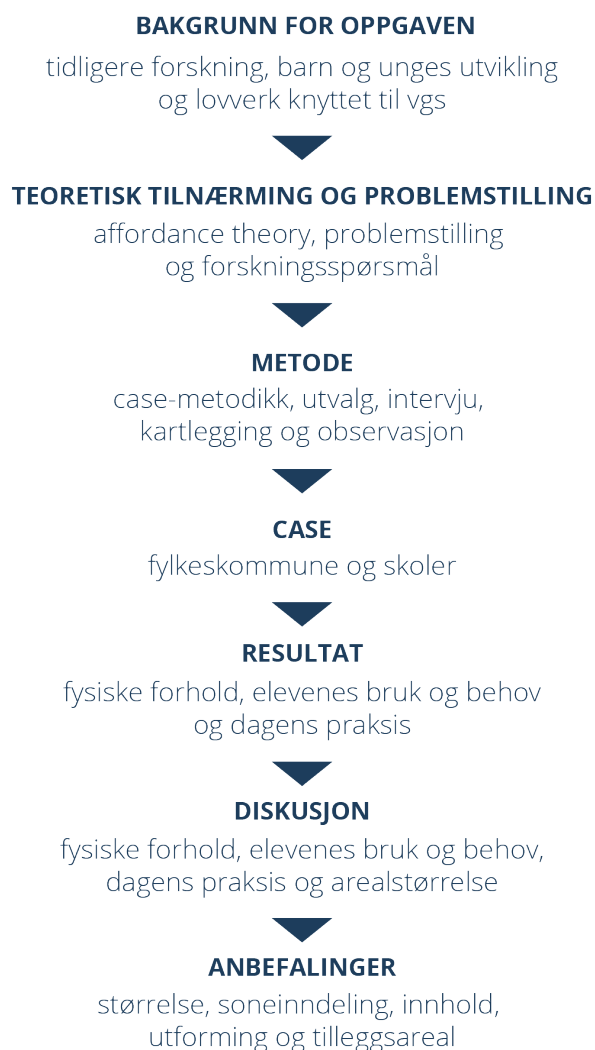 BAKGRUNN FOR OPPGAVEN
tidligere forskning, barn og unges utvikling
og lovverk knyttet til vgs
TEORETISK TILNÆRMING OG PROBLEMSTILLING
affordance theory, problemstilling
og forskningsspørsmål
METODE
case-metodikk, utvalg, intervju,
kartlegging og observasjon
CASE
fylkeskommune og skoler
RESULTAT
fysiske forhold, elevenes bruk og behov
og dagens praksis
DISKUSJON
fysiske forhold, elevenes bruk og behov,
dagens praksis og arealstørrelse
ANBEFALINGER
størrelse, soneinndeling, innhold,
utforming og tilleggsareal